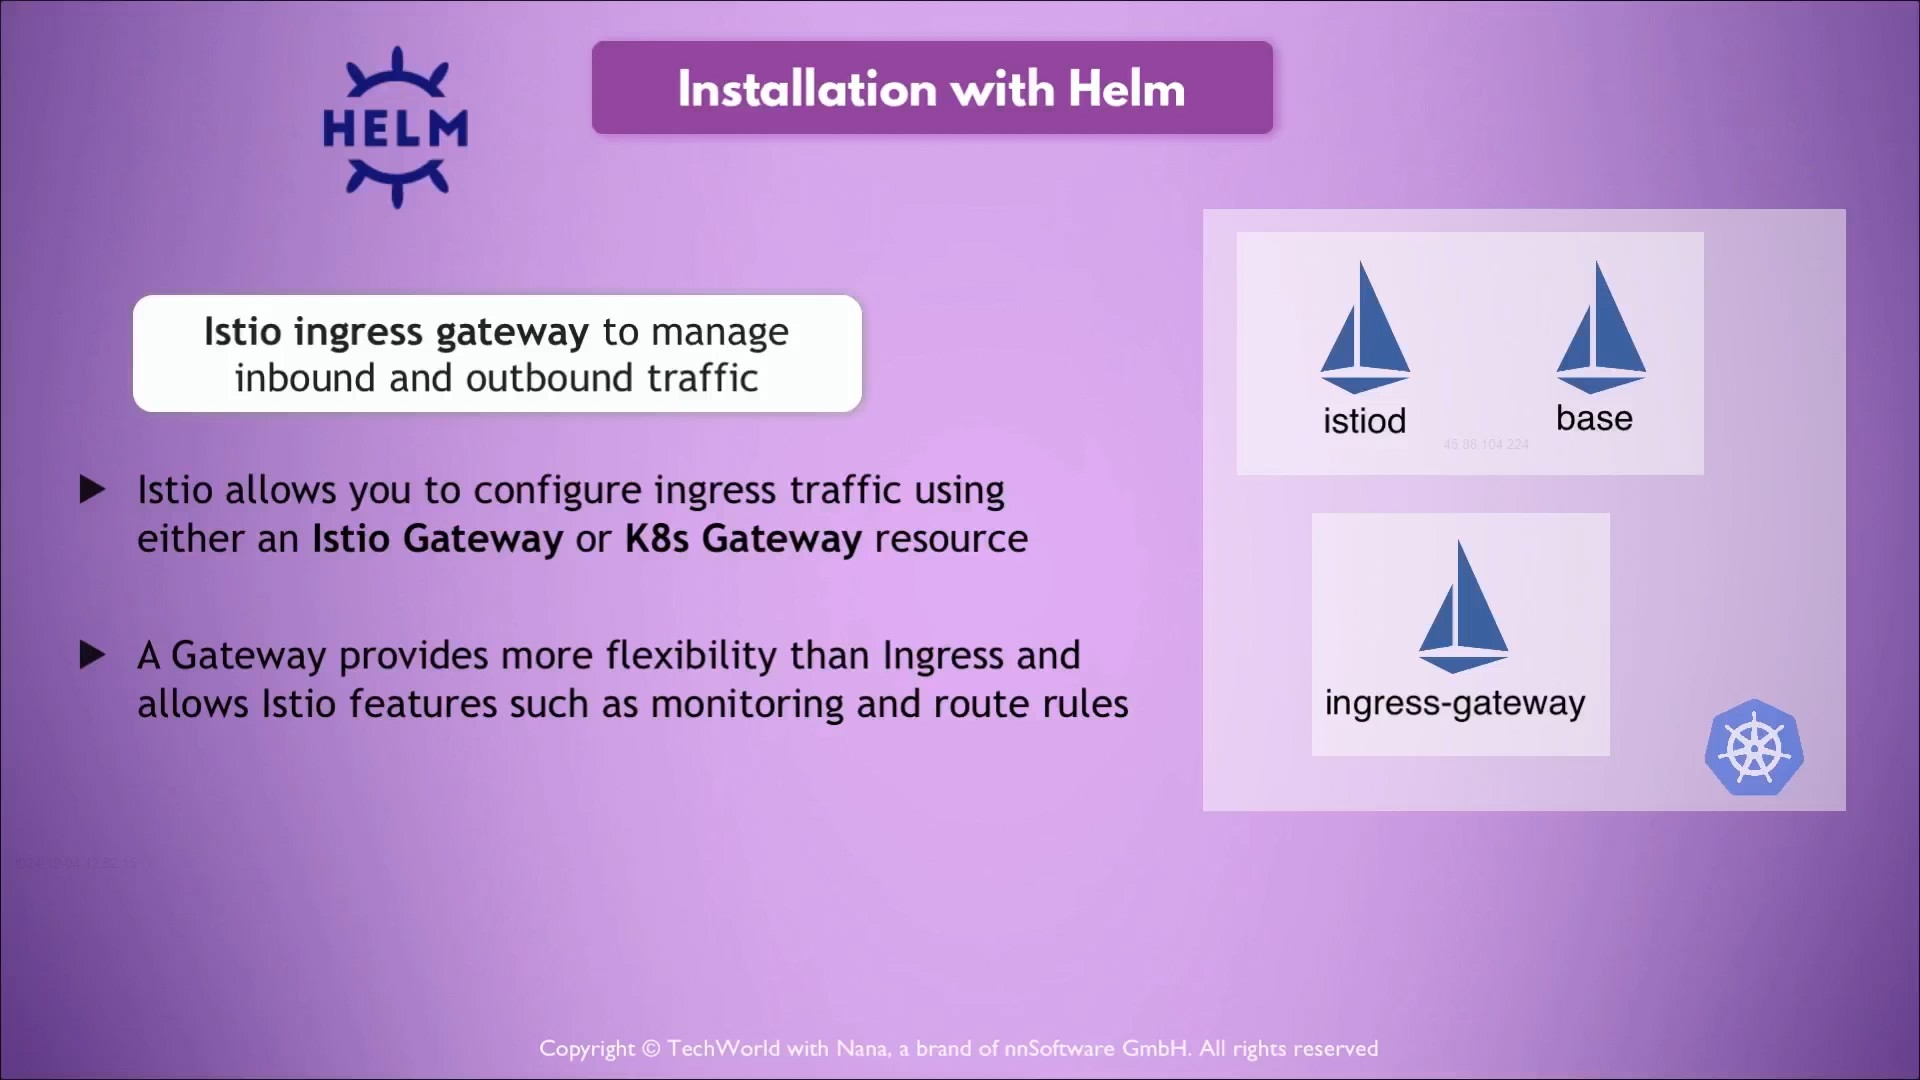 HELM
Installation with Helm
Istio ingress gateway to manage
inbound and outbound traffic
▶ Istio allows you to configure ingress traffic using
either an Istio Gateway or K8s Gateway resource
▶ A Gateway provides more flexibility than Ingress and
allows Istio features such as monitoring and route rules
istiod
base
45.86.104.224
ingress-gateway
Copyright © TechWorld with Nana, a brand of nnSoftware GmbH. All rights reserved